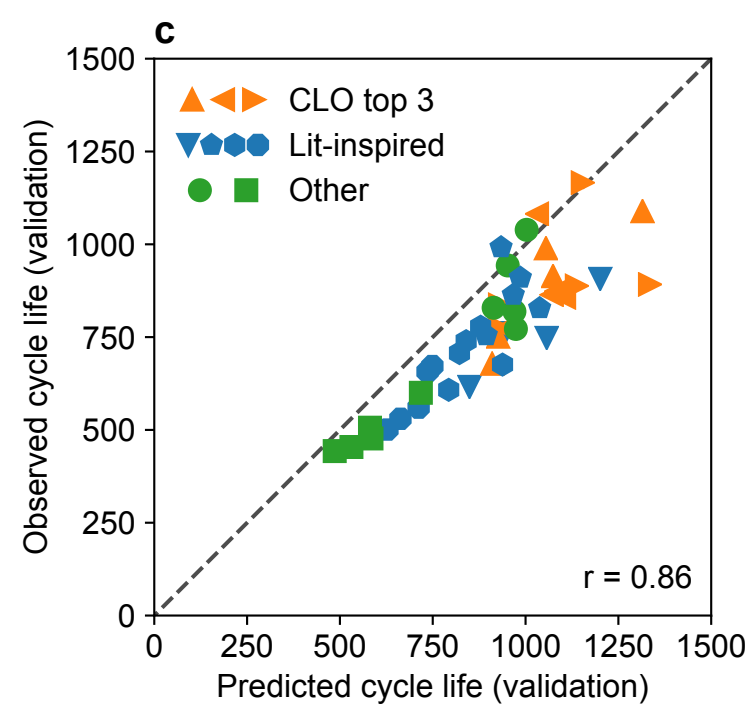 c
1500
1250
1000
750
500
250
0
Observed cycle life (validation)
CLO top 3
Lit-inspired
Other
r = 0.86
0 250 500 750 1000 1250 1500
Predicted cycle life (validation)